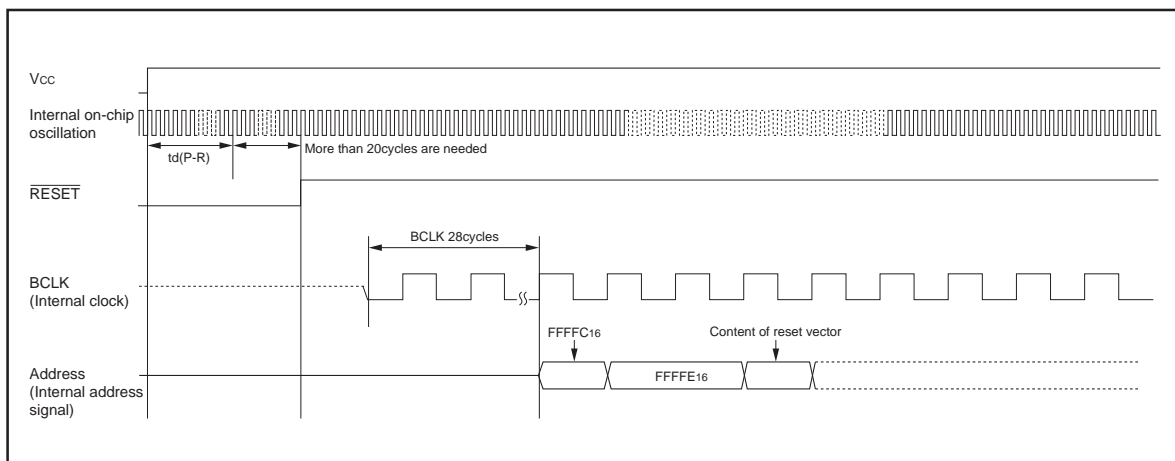 Vcc
Internal on-chip
oscillation
td(P-R)
More than 20cycles are needed
RESET
BCLK 28cycles
BCLK
(Internal clock)
FFFFC16
Content of reset vector
Address
(Internal address
signal)
FFFFE16